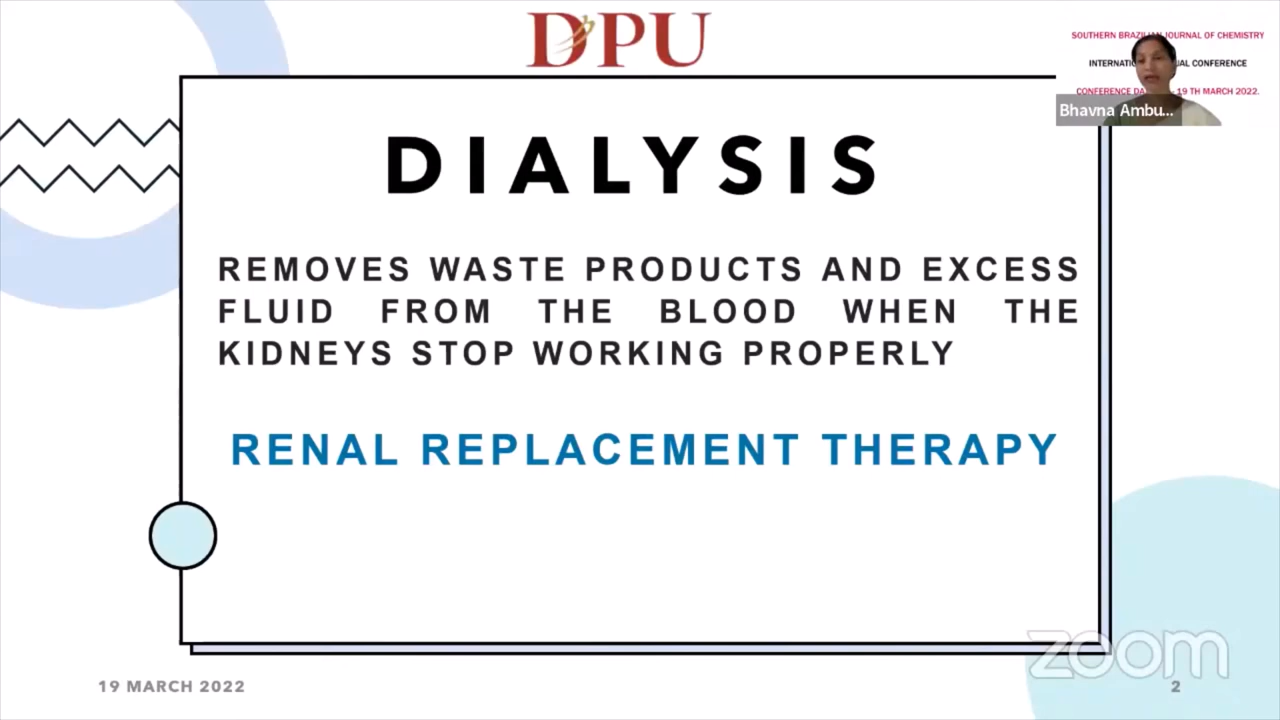 DPU
SOUTHERN BRAZILIAN JOURNAL OF CHEMISTRY
CONFERENCE
CONFERENCE 19 TH MARCH 2022.
Bhavna Ambu...
DIALYSIS
REMOVES WASTE PRODUCTS AND EXCESS
FLUID FROM THE BLOOD WHEN THE
KIDNEYS STOP WORKING PROPERLY
RENAL REPLACEMENT THERAPY
zoom
19 MARCH 2022
2